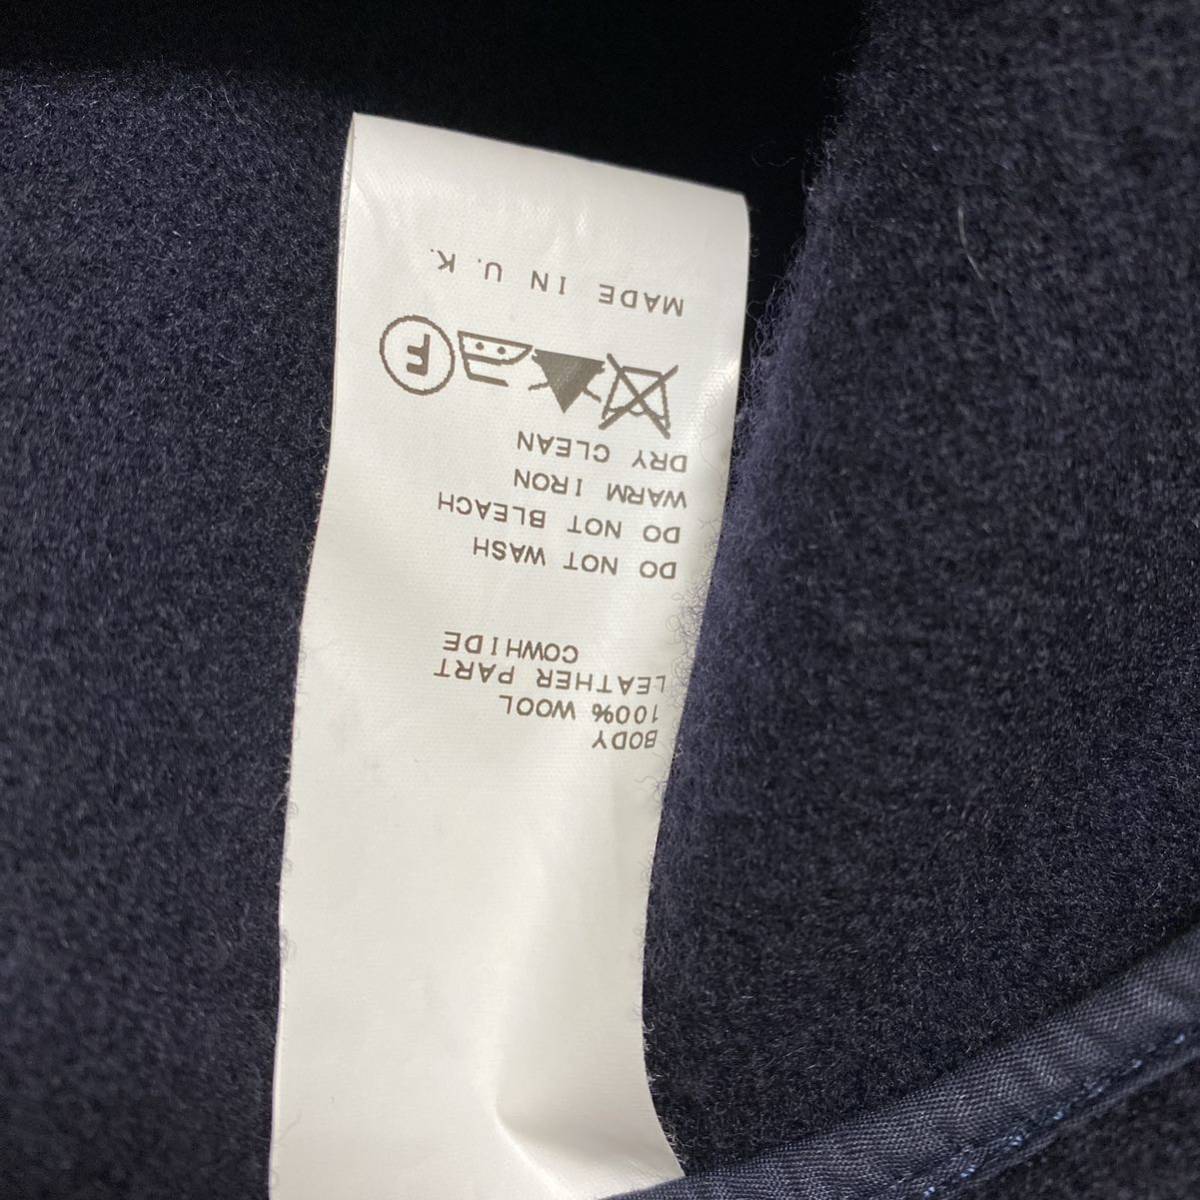 BODY
100% WOOL
LEATHER PART
COWHIDE
DO NOT WASH
DO NOT BLEACH
WARM IRON
DRY CLEAN
F
MADE IN U.K.